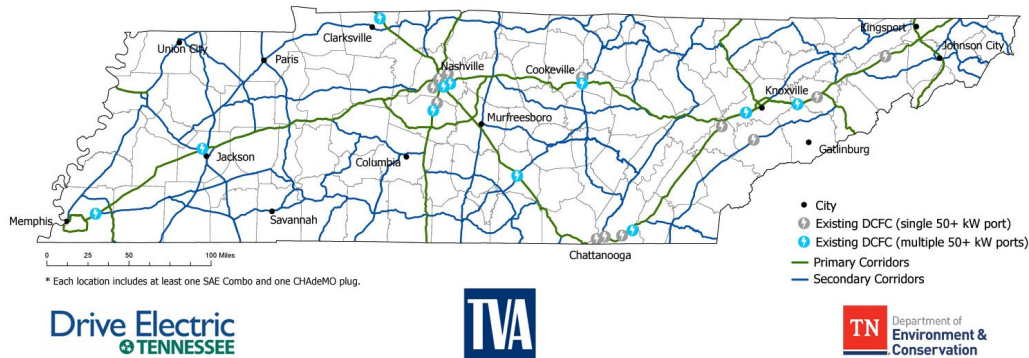 Clarksville
Kingsport
Union City
Johnson City
Paris
Nashville
Cookeville
Knoxville
Murfreesboro
Jackson
Columbia
Gatlinburg
Memphis
Savannah
Chattanooga
City
Existing DCFC (single 50+ kW port)
Existing DCFC (multiple 50+ kW ports)
Primary Corridors
Secondary Corridors
0 25 50 100 Miles
* Each location includes at least one SAE Combo and one CHAdeMO plug.
Drive Electric
TENNESSEE
TVA
TN
Department of
Environment &
Conservation